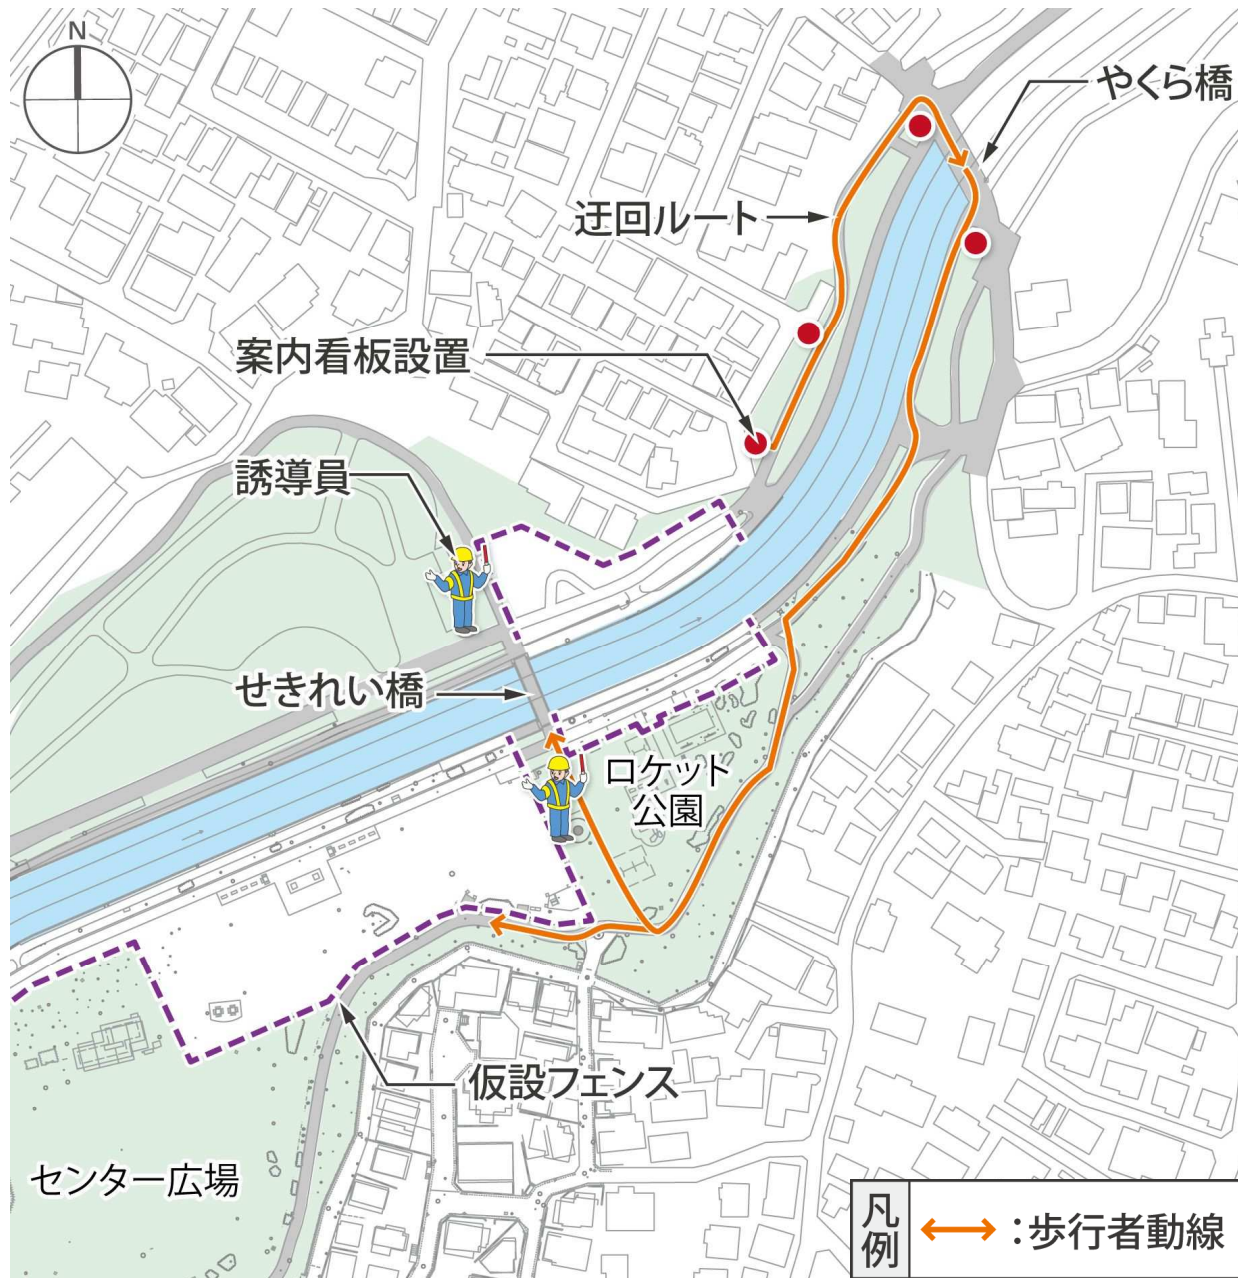 N
やくら橋
迂回ルート
案内看板設置
誘導員
せきれい橋
ロケット
公園
仮設フェンス
センター広場
凡例
:歩行者動線